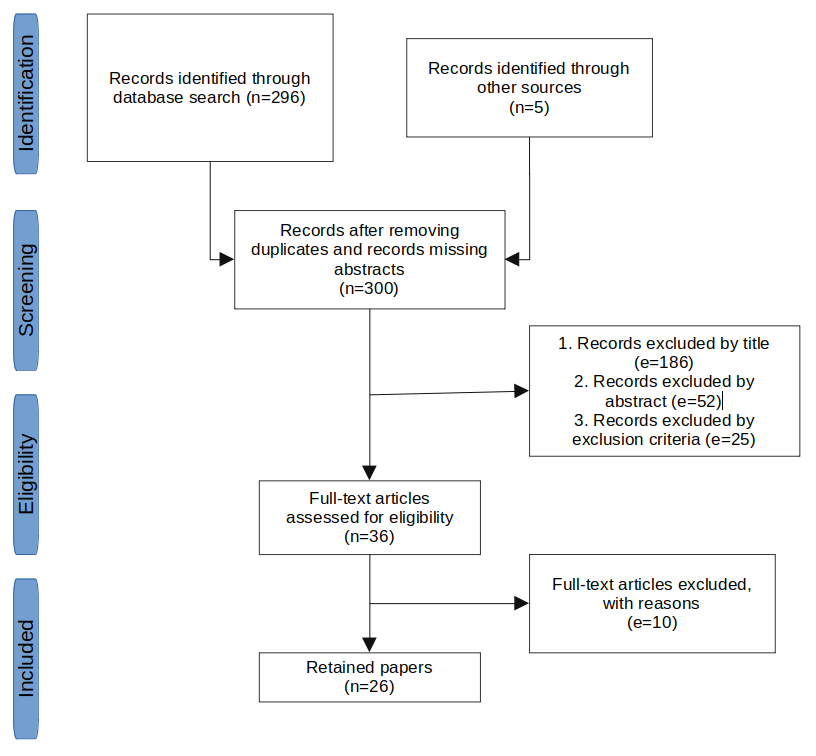 Identification
Records identified through
database search (n=296)
Records identified through
other sources
(n=5)
Screening
Records after removing
duplicates and records missing
abstracts
(n=300)
1. Records excluded by title
(e=186)
2. Records excluded by
abstract (e=52)
3. Records excluded by
exclusion criteria (e=25)
Eligibility
Full-text articles
assessed for eligibility
(n=36)
Full-text articles excluded,
with reasons
(e=10)
Included
Retained papers
(n=26)